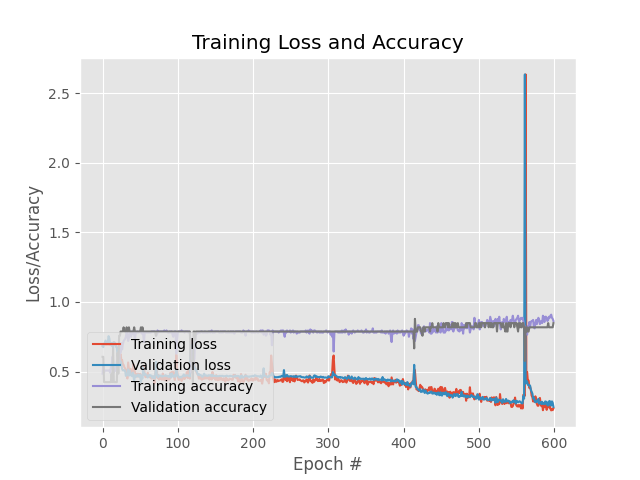 Training Loss and Accuracy
Loss/Accuracy
2.5
2.0
1.5
1.0
0.5
Training loss
Validation loss
Training accuracy
Validation accuracy
0 100 200 300 400 500 600
Epoch #